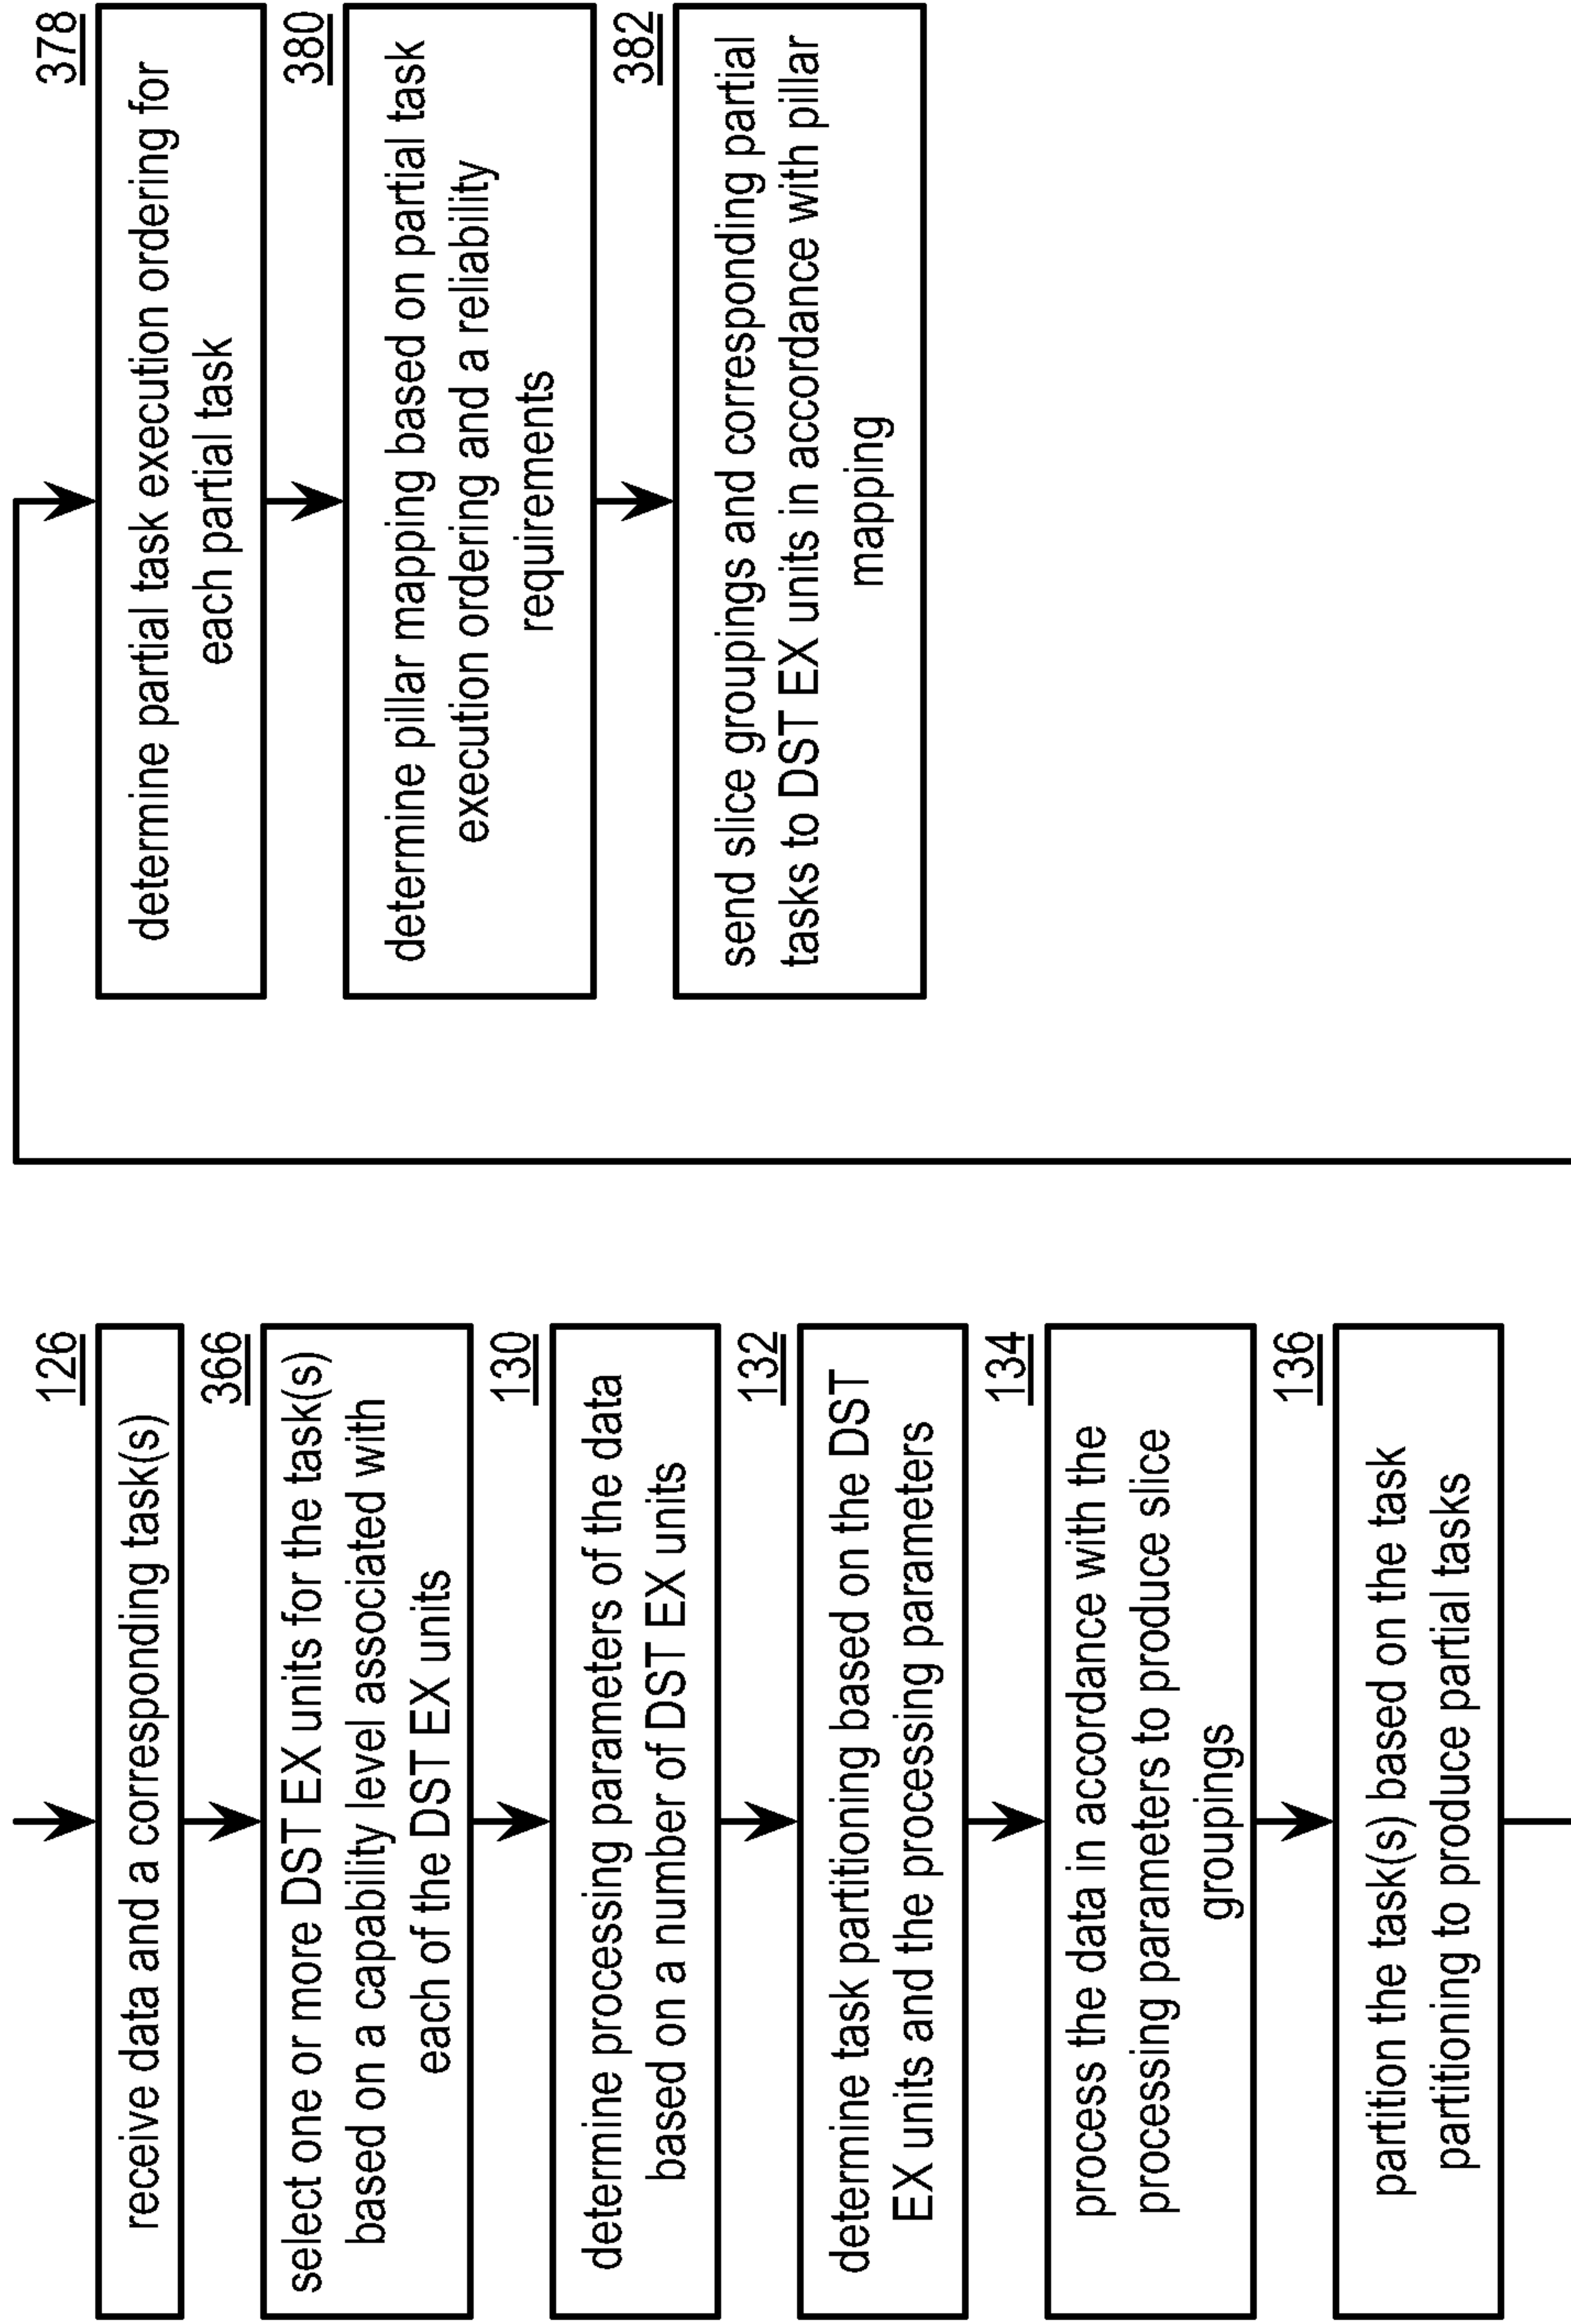 126
receive data and a corresponding task(s)
366
select one or more DST EX units for the task(s)
based on a capability level associated with
each of the DST EX units
130
determine processing parameters of the data
based on a number of DST EX units
132
determine task partitioning based on the DST
EX units and the processing parameters
134
process the data in accordance with the
processing parameters to produce slice
groupings
136
partition the task(s) based on the task
partitioning to produce partial tasks
378
determine partial task execution ordering for
each partial task
380
determine pillar mapping based on partial task
execution ordering and a reliability
requirements
382
send slice groupings and corresponding partial
tasks to DST EX units in accordance with pillar
mapping